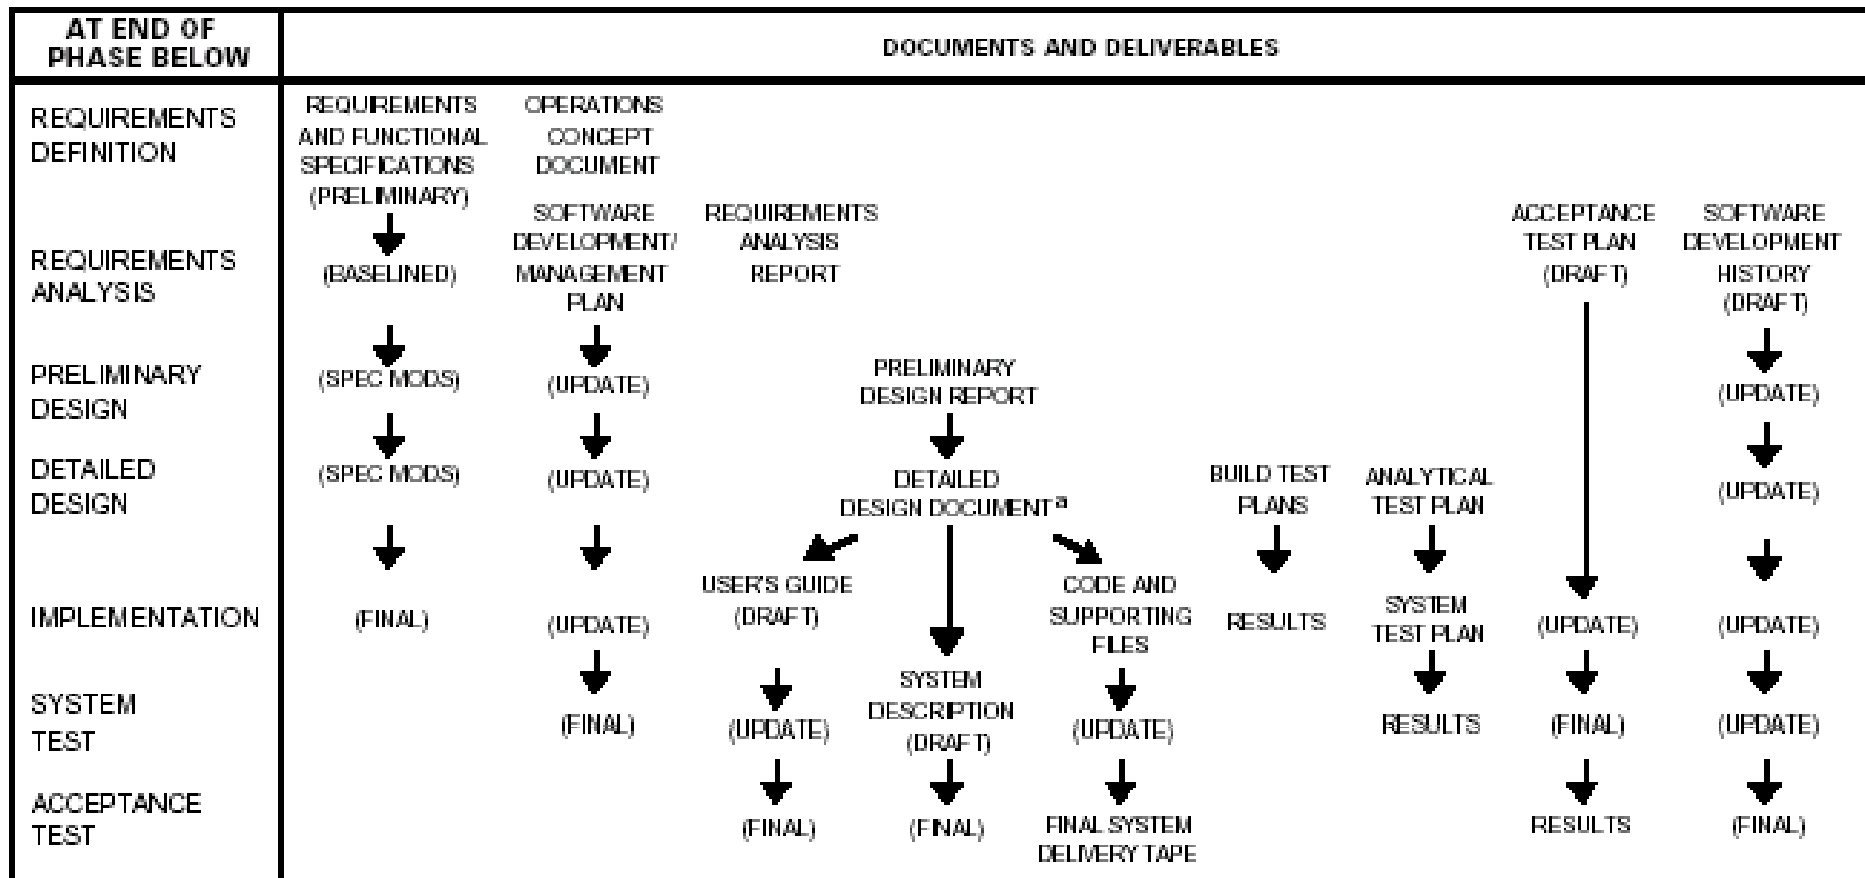 AT END OF
PHASE BELOW
DOCUMENTS AND DELIVERABLES
REQUIREMENTS
DEFINITION
REQUIREMENTS
AND FUNCTIONAL
SPECIFICATIONS
(PRELIMINARY)
OPERATIONS
CONCEPT
DOCUMENT
REQUIREMENTS
ANALYSIS
(BASELINED)
SOFTWARE
DEVELOPMENT/
MANAGEMENT
PLAN
REQUIREMENTS
ANALYSIS
REPORT
ACCEPTANCE
TEST PLAN
(DRAFT)
SOFTWARE
DEVELOPMENT
HISTORY
(DRAFT)
PRELIMINARY
DESIGN
(SPEC MODS)
(UPDATE)
PRELIMINARY
DESIGN REPORT
(UPDATE)
DETAILED
DESIGN
(SPEC MODS)
(UPDATE)
DETAILED
DESIGN DOCUMENT a
BUILD TEST
PLANS
ANALYTICAL
TEST PLAN
(UPDATE)
IMPLEMENTATION
(FINAL)
(UPDATE)
USER'S GUIDE
(DRAFT)
CODE AND
SUPPORTING
FILES
RESULTS
SYSTEM
TEST PLAN
(UPDATE)
(UPDATE)
SYSTEM
TEST
(FINAL)
(UPDATE)
SYSTEM
DESCRIPTION
(DRAFT)
(UPDATE)
RESULTS
(FINAL)
(UPDATE)
ACCEPTANCE
TEST
(FINAL)
(FINAL)
FINAL SYSTEM
DELIVERY TAPE
RESULTS
(FINAL)